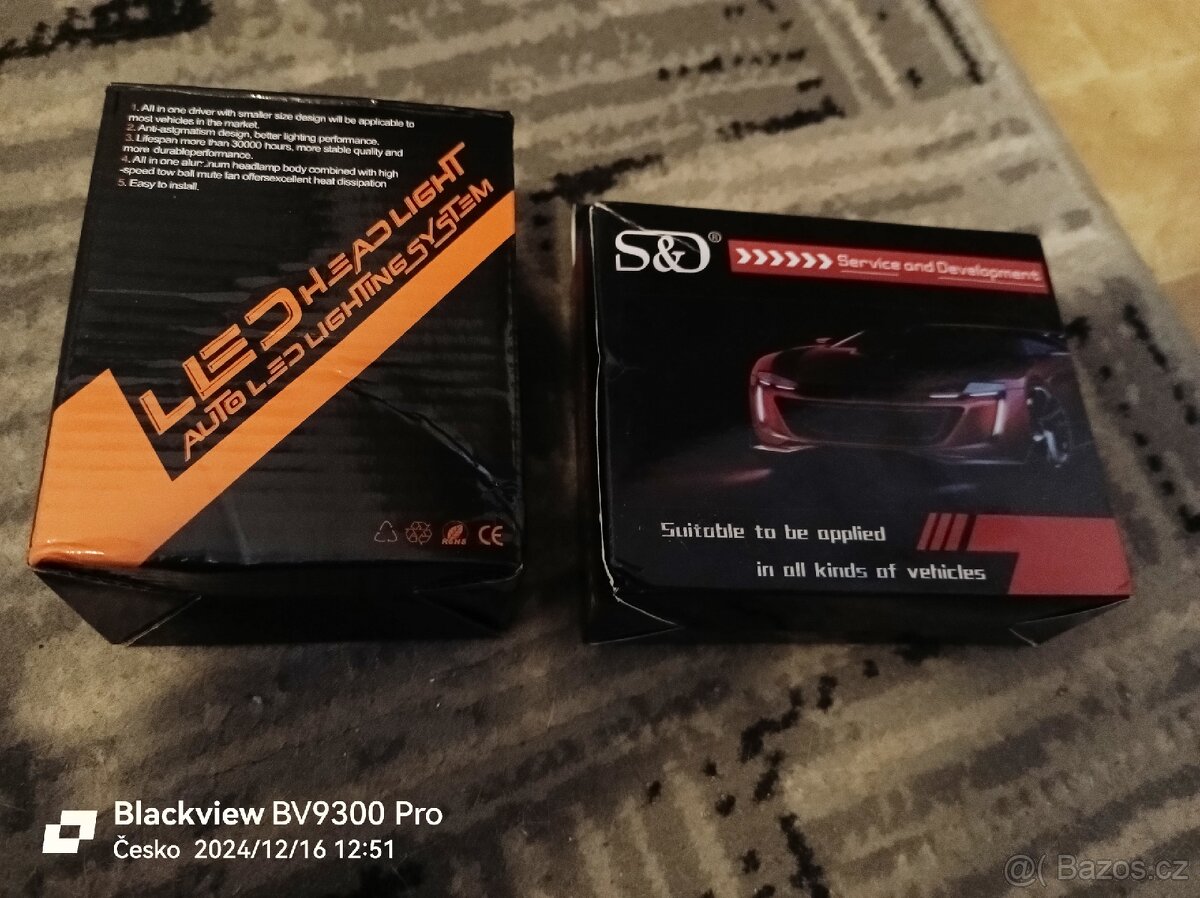 1. All in one driver with smaller size design will be applicable to
most vehicles in the market.
2. Anti-astgmatism design, better lighting performance.
3. Lifespan more than 30000 hours, more stable quality and
more durableperformance.
4. All in one aluminum headlamp body combined with high
-speed tow ball mute fan offersexcellent heat dissipation
5. Easy to install.
LED HEAD LIGHT
AUTO LED LIGHTING SYSTEM
RoHS CE
S&D®
Service and Development
Suitable to be applied
in all kinds of vehicles
Blackview BV9300 Pro
Česko 2024/12/16 12:51
@( Bazos.cz